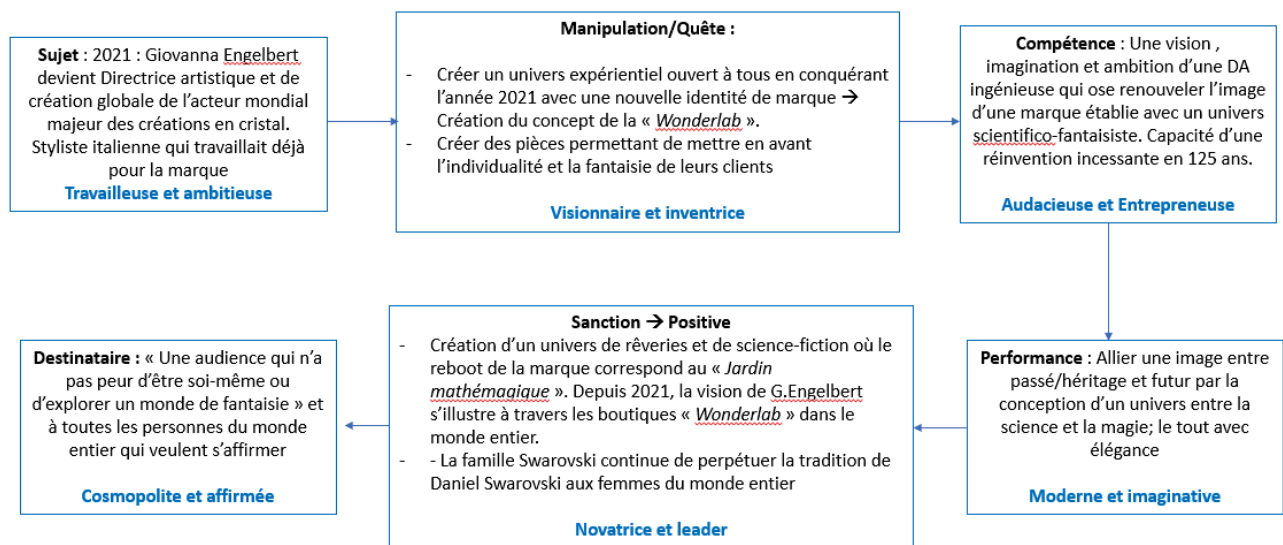 Sujet : 2021 : Giovanna Engelbert
devient Directrice artistique et de
création globale de l'acteur mondial
majeur des créations en cristal.
Styliste italienne qui travaillait déjà
pour la marque
Travailleuse et ambitieuse
Manipulation/Quête :
- Créer un univers expérientiel ouvert à tous en conquérant
l'année 2021 avec une nouvelle identité de marque →
Création du concept de la « Wonderlab ».
- Créer des pièces permettant de mettre en avant
l'individualité et la fantaisie de leurs clients
Visionnaire et inventrice
Compétence : Une vision ,
imagination et ambition d'une DA
ingénieuse qui ose renouveler l'image
d'une marque établie avec un univers
scientifico-fantaisiste. Capacité d'une
réinvention incessante en 125 ans.
Audacieuse et Entrepreneuse
Destinataire : « Une audience qui n'a
pas peur d'être soi-même ou
d'explorer un monde de fantaisie » et
à toutes les personnes du monde
entier qui veulent s'affirmer
Cosmopolite et affirmée
Sanction → Positive
- Création d'un univers de rêveries et de science-fiction où le
reboot de la marque correspond au « Jardin
mathémagique ». Depuis 2021, la vision de G.Engelbert
s'illustre à travers les boutiques « Wonderlab » dans le
monde entier.
- - La famille Swarovski continue de perpétuer la tradition de
Daniel Swarovski aux femmes du monde entier
Novatrice et leader
Performance : Allier une image entre
passé/héritage et futur par la
conception d'un univers entre la
science et la magie; le tout avec
élégance
Moderne et imaginative